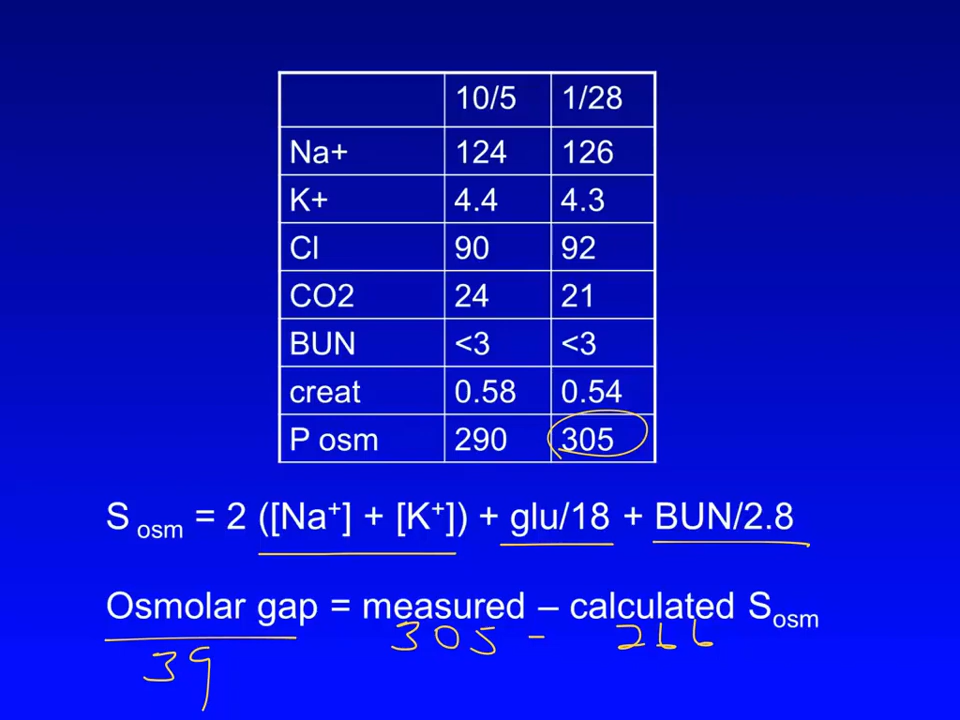 10/5 1/28
Na+ 124 126
K+ 4.4 4.3
Cl 90 92
CO2 24 21
BUN <3 <3
creat 0.58 0.54
P osm 290 305
S osm = 2 ([Na+] + [K+]) + glu/18 + BUN/2.8
Osmolar gap = measured – calculated Sosm
39 305 - 266